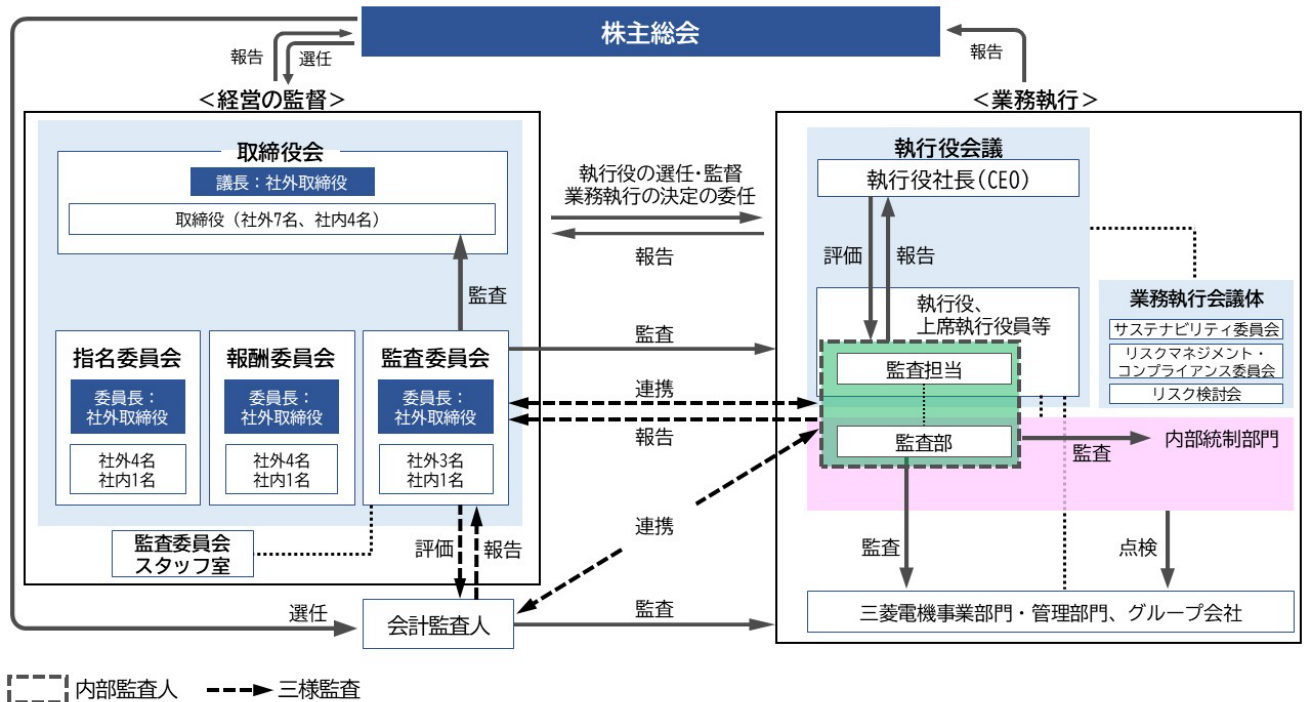 株主総会
報告
選任
報告
＜経営の監督＞
＜業務執行＞
取締役会
議長：社外取締役
取締役（社外7名、社内4名）
監査
指名委員会
委員長：
社外取締役
社外4名
社内1名
報酬委員会
委員長：
社外取締役
社外4名
社内1名
監査委員会
委員長：
社外取締役
社外3名
社内1名
監査委員会
スタッフ室
評価
報告
選任
会計監査人
執行役の選任・監督
業務執行の決定の委任
報告
監査
連携
報告
連携
監査
執行役会議
執行役社長(CEO)
評価
報告
執行役、
上席執行役員等
監査担当
監査部
監査
内部統制部門
監査
点検
業務執行会議体
サステナビリティ委員会
リスクマネジメント・
コンプライアンス委員会
リスク検討会
三菱電機事業部門・管理部門、グループ会社
内部監査人
三様監査